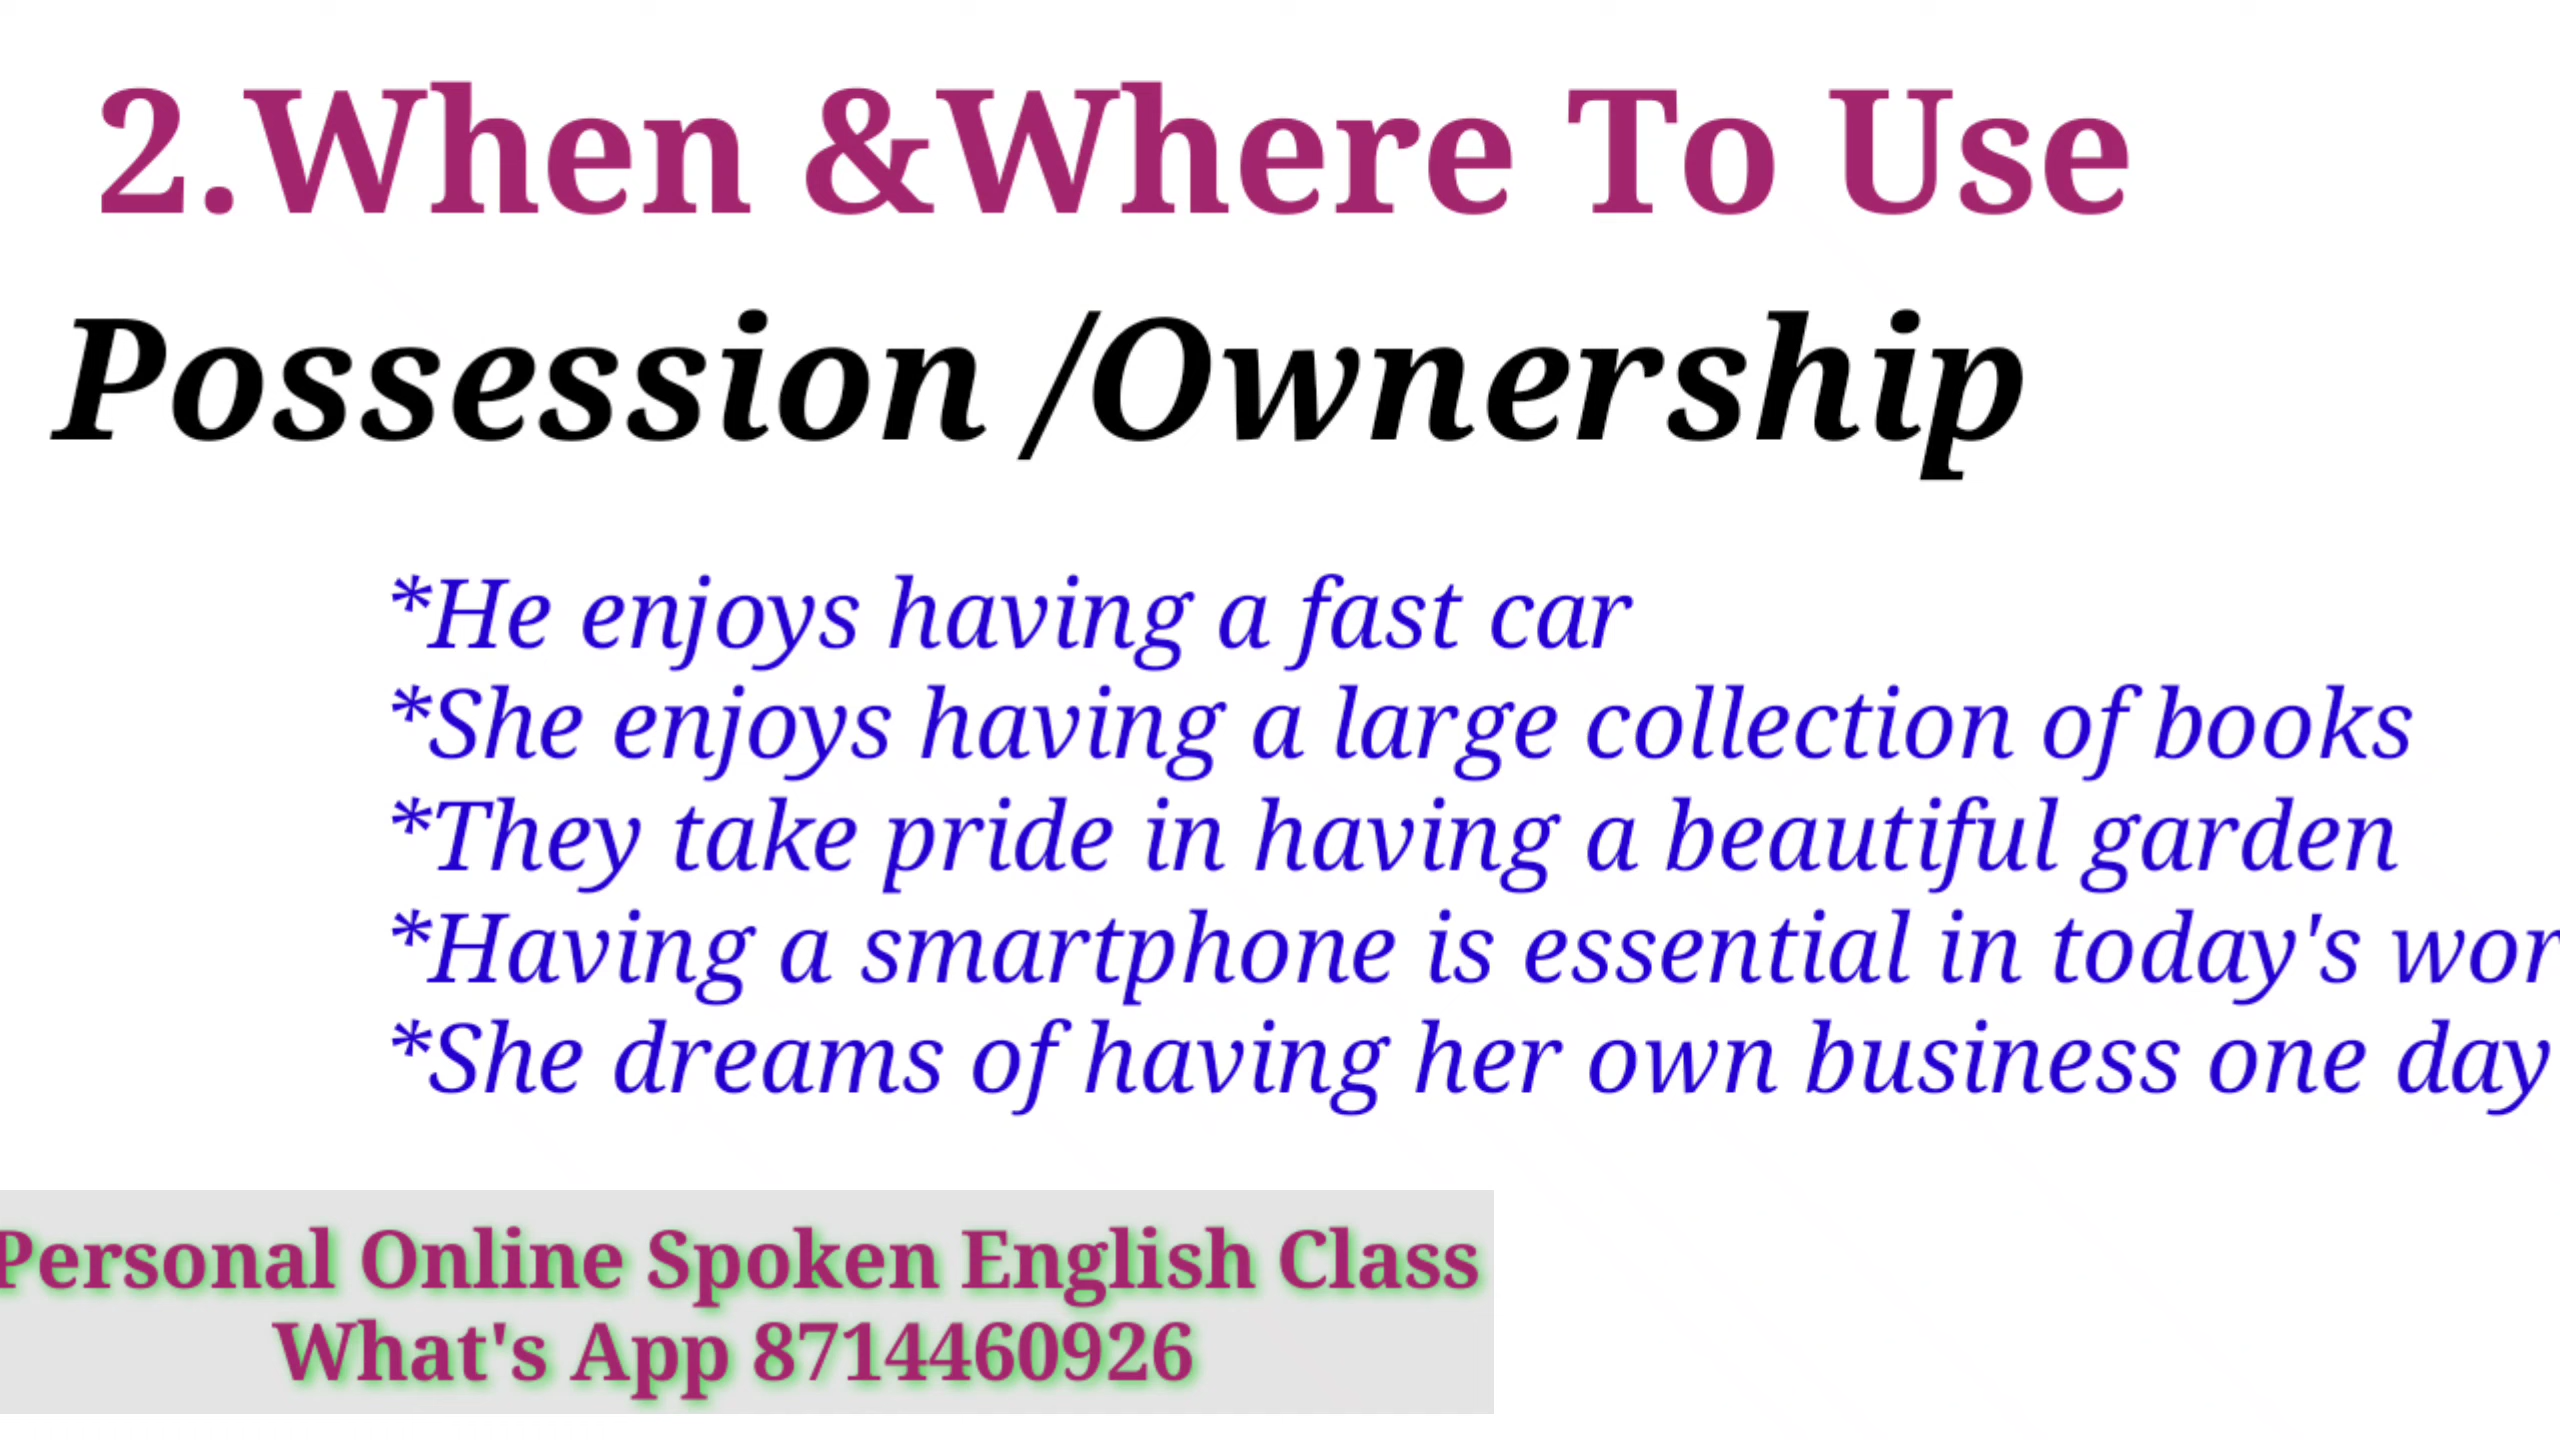 2.When &Where To Use
Possession /Ownership
*He enjoys having a fast car
*She enjoys having a large collection of books
*They take pride in having a beautiful garden
*Having a smartphone is essential in today's
*She dreams of having her own business one day
Personal Online Spoken English Class
What's App 8714460926